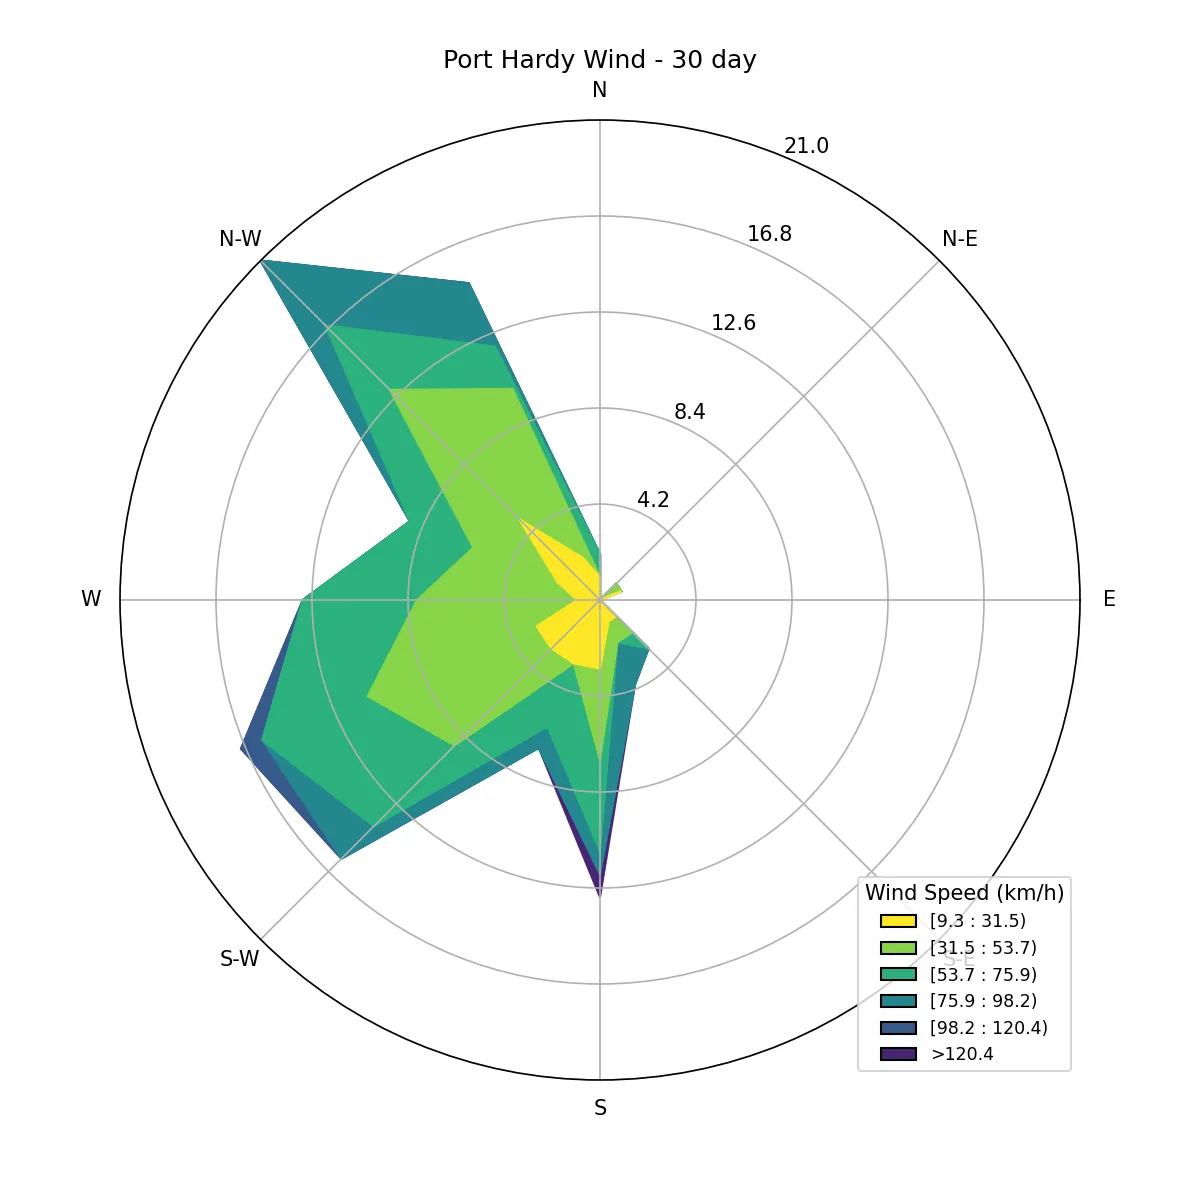 Port Hardy Wind - 30 day
N
21.0
N-W
N-E
16.8
12.6
8.4
4.2
W
E
S-W
S-E
S
Wind Speed (km/h)
[9.3 : 31.5)
[31.5 : 53.7)
[53.7 : 75.9)
[75.9 : 98.2)
[98.2 : 120.4)
>120.4